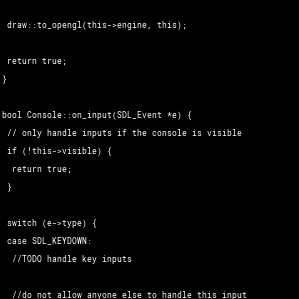 draw::to_opengl(this->engine, this);
return true;
}
bool Console::on_input(SDL_Event *e) {
// only handle inputs if the console is visible
if (!this->visible) {
return true;
}
switch (e->type) {
case SDL_KEYDOWN:
//TODO handle key inputs
//do not allow anyone else to handle this input